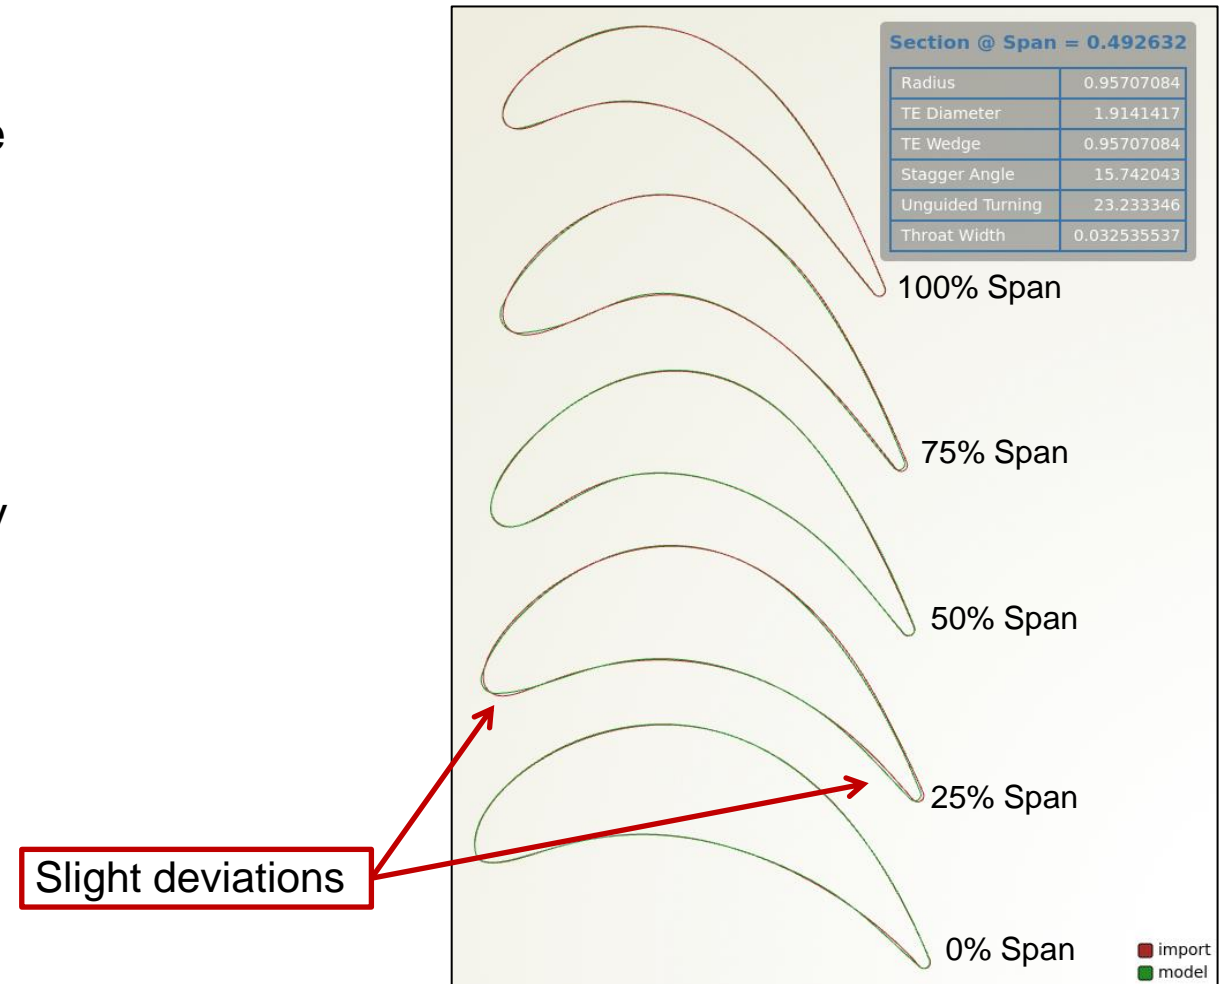 e
y
Section @ Span = 0.492632
Radius 0.95707084
TE Diameter 1.9141417
TE Wedge 0.95707084
Stagger Angle 15.742043
Unguided Turning 23.233346
Throat Width 0.032535537
100% Span
75% Span
50% Span
25% Span
Slight deviations
0% Span
import
model